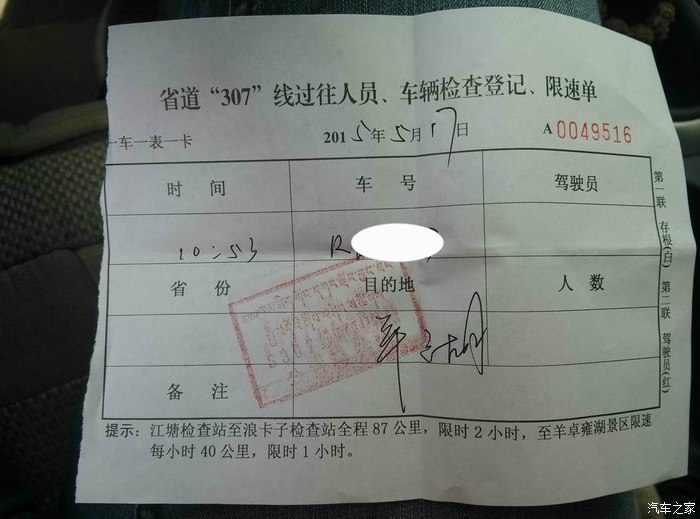 省道“307”线过往人员、车辆检查登记、限速单
一车一表一卡
2015年5月17日
A 0049516
时 间 车 号 驾驶员
10:53 R
省 份 目的地 人 数
羊
备 注
第一联 存根(白) 第二联 驾驶员(红)
提示：江塘检查站至浪卡子检查站全程87公里，限时2小时，至羊卓雍湖景区限速
每小时40公里，限时1小时。
汽车之家